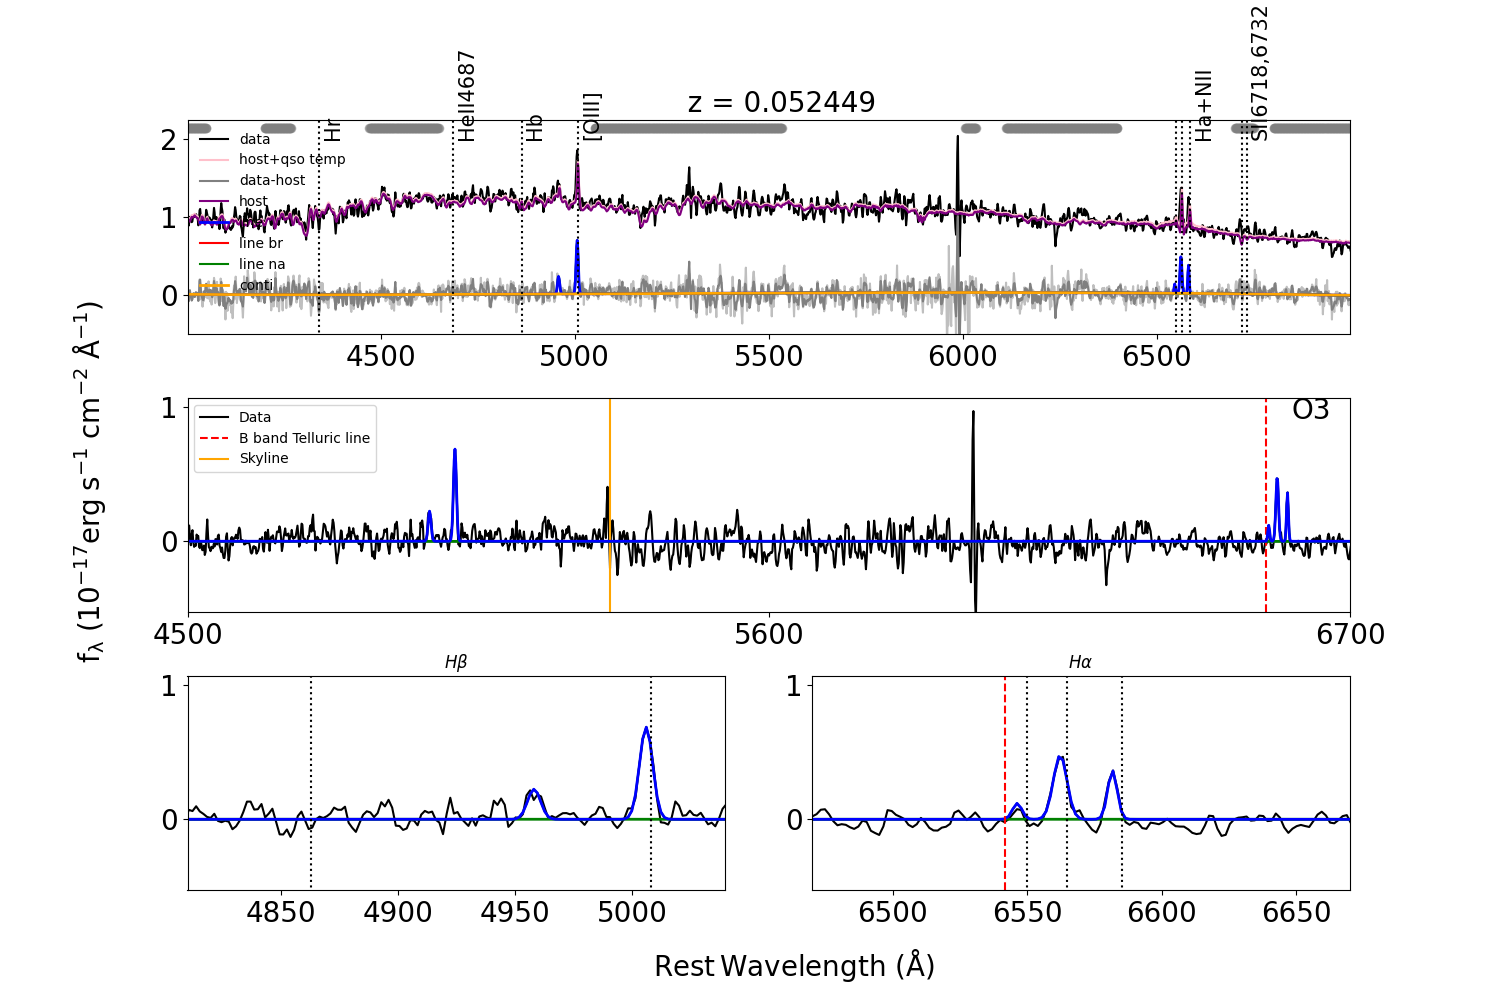 z = 0.052449
Hr
HeII4687
Hb
[OIII]
Ha+NII
SII6718,6732
data
host+qso temp
data-host
host
line br
line na
conti
2
1
0
4500 5000 5500 6000 6500
f_λ (10^−17 erg s^−1 cm^−2 Å^−1)
O3
Data
B band Telluric line
Skyline
1
0
4500 5600 6700
Hβ
1
0
4850 4900 4950 5000
Hα
1
0
6500 6550 6600 6650
Rest Wavelength (Å)